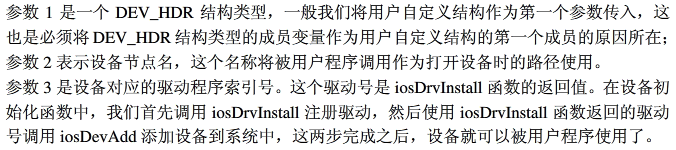 参数 1 是一个 DEV_HDR 结构类型，一般我们将用户自定义结构作为第一个参数传入，这
也是必须将 DEV_HDR 结构类型的成员变量作为用户自定义结构的第一个成员的原因所在；
参数 2 表示设备节点名，这个名称将被用户程序调用作为打开设备时的路径使用。
参数 3 是设备对应的驱动程序索引号。这个驱动号是 iosDrvInstall 函数的返回值。在设备初
始化函数中，我们首先调用 iosDrvInstall 注册驱动，然后使用 iosDrvInstall 函数返回的驱动
号调用 iosDevAdd 添加设备到系统中，这两步完成之后，设备就可以被用户程序使用了。